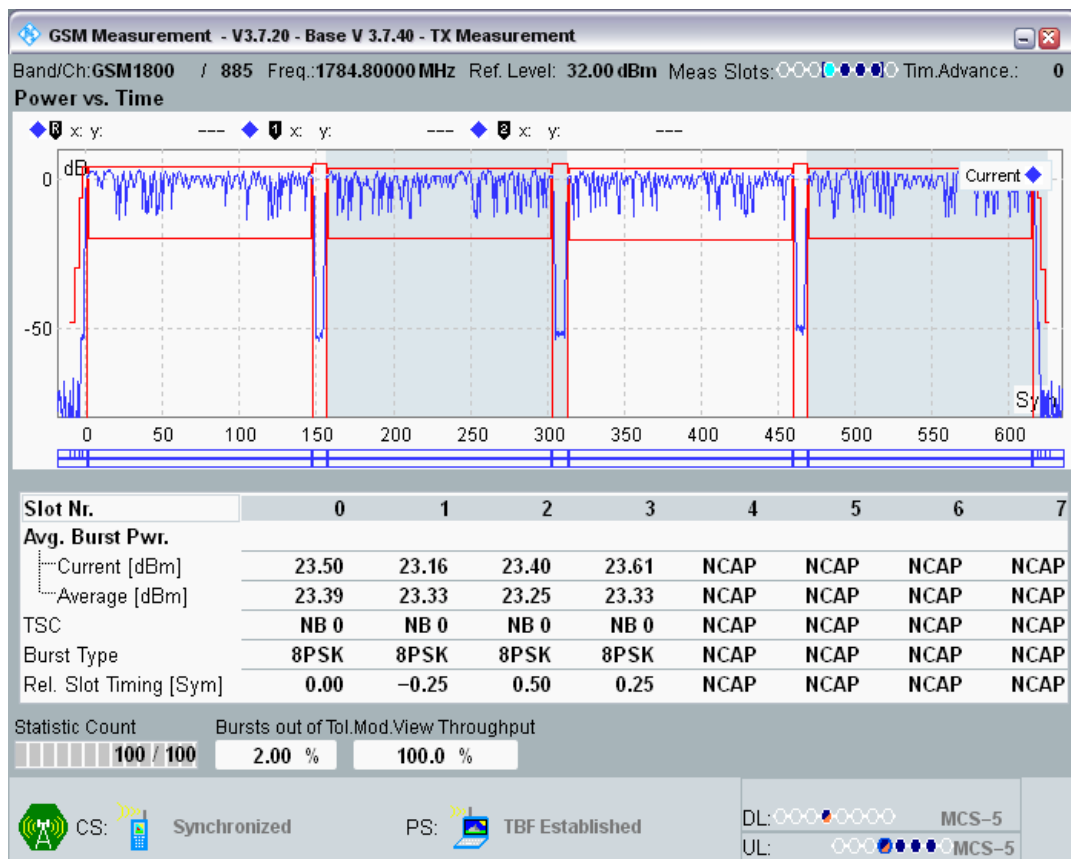 GSM Measurement - V3.7.20 - Base V 3.7.40 - TX Measurement
Band/Ch:GSM1800 / 885 Freq.:1784.80000 MHz Ref. Level: 32.00 dBm Meas Slots: Tim.Advance.: 0
Power vs. Time
R x: y: --- 1 x: y: --- 2 x: y: ---
dB
Current
0
-50
Sym
0 50 100 150 200 250 300 350 400 450 500 550 600
Slot Nr. 0 1 2 3 4 5 6 7
Avg. Burst Pwr.
Current [dBm] 23.50 23.16 23.40 23.61 NCAP NCAP NCAP NCAP
Average [dBm] 23.39 23.33 23.25 23.33 NCAP NCAP NCAP NCAP
TSC NB 0 NB 0 NB 0 NB 0 NCAP NCAP NCAP NCAP
Burst Type 8PSK 8PSK 8PSK 8PSK NCAP NCAP NCAP NCAP
Rel. Slot Timing [Sym] 0.00 −0.25 0.50 0.25 NCAP NCAP NCAP NCAP
Statistic Count Bursts out of Tol.Mod.View Throughput
100 / 100 2.00 % 100.0 %
CS: Synchronized PS: TBF Established
DL: MCS−5
UL: MCS−5